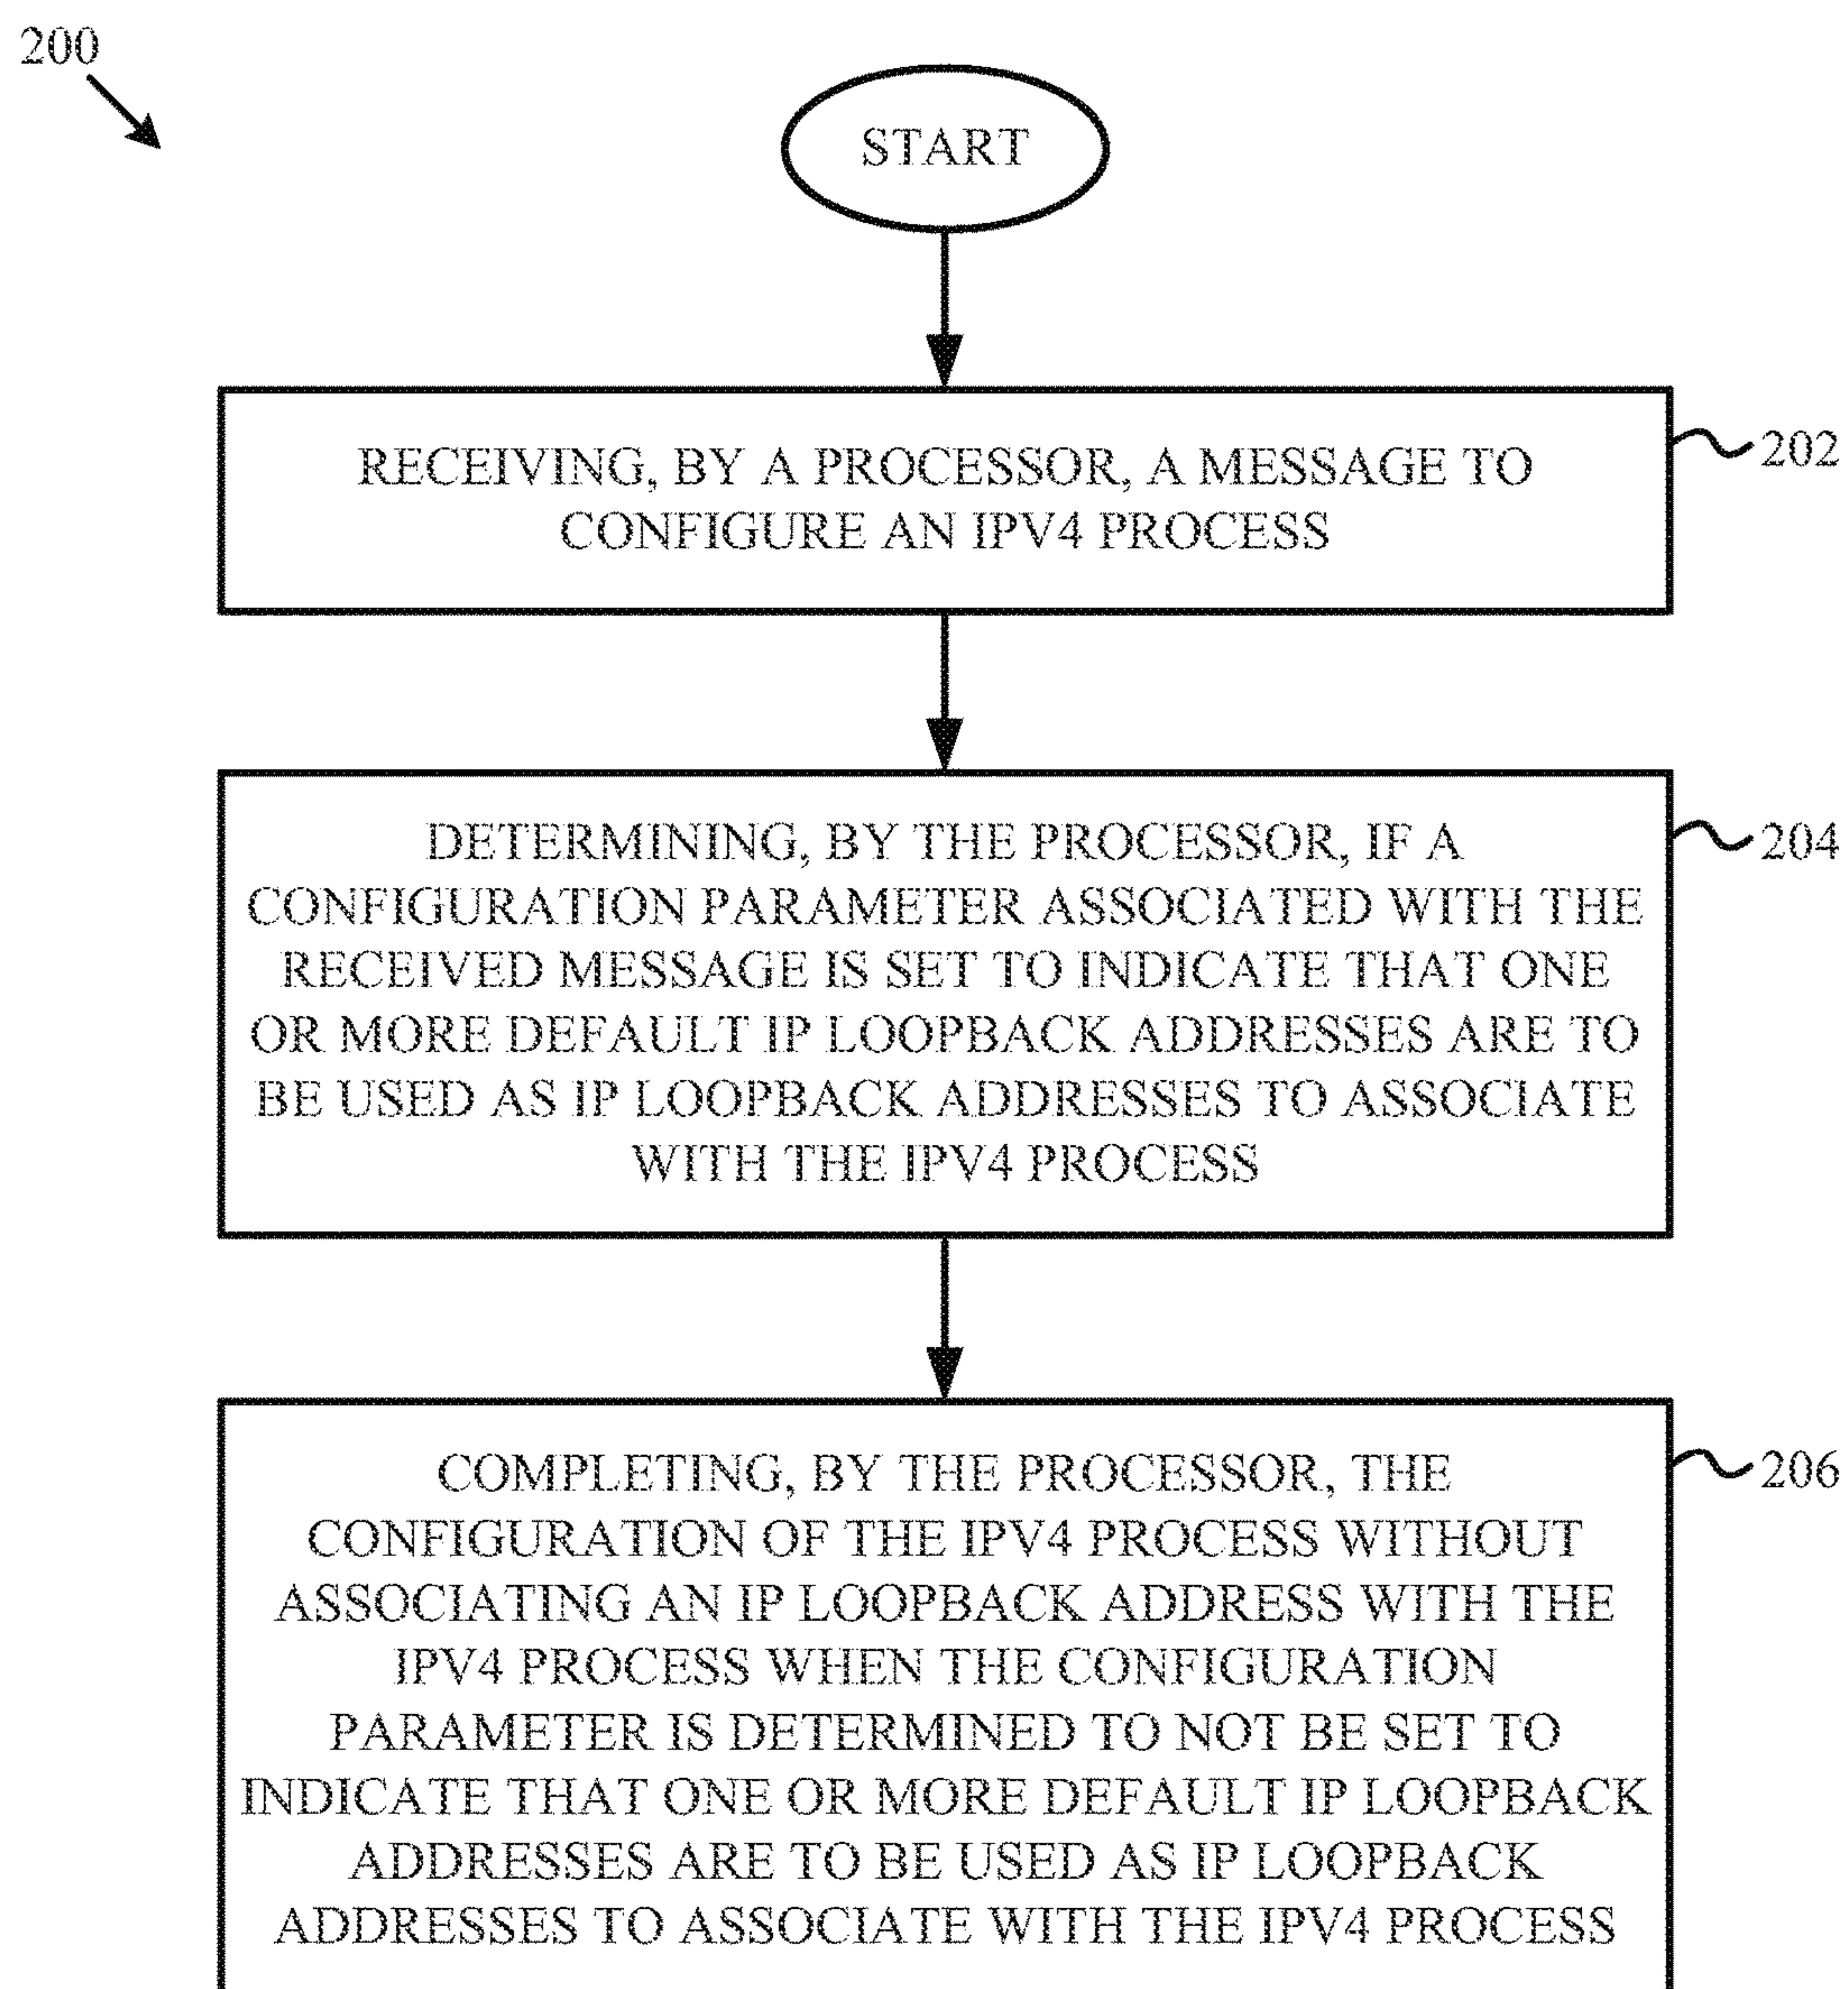 200
START
RECEIVING, BY A PROCESSOR, A MESSAGE TO
CONFIGURE AN IPV4 PROCESS
202
DETERMINING, BY THE PROCESSOR, IF A
CONFIGURATION PARAMETER ASSOCIATED WITH THE
RECEIVED MESSAGE IS SET TO INDICATE THAT ONE
OR MORE DEFAULT IP LOOPBACK ADDRESSES ARE TO
BE USED AS IP LOOPBACK ADDRESSES TO ASSOCIATE
WITH THE IPV4 PROCESS
204
COMPLETING, BY THE PROCESSOR, THE
CONFIGURATION OF THE IPV4 PROCESS WITHOUT
ASSOCIATING AN IP LOOPBACK ADDRESS WITH THE
IPV4 PROCESS WHEN THE CONFIGURATION
PARAMETER IS DETERMINED TO NOT BE SET TO
INDICATE THAT ONE OR MORE DEFAULT IP LOOPBACK
ADDRESSES ARE TO BE USED AS IP LOOPBACK
ADDRESSES TO ASSOCIATE WITH THE IPV4 PROCESS
206